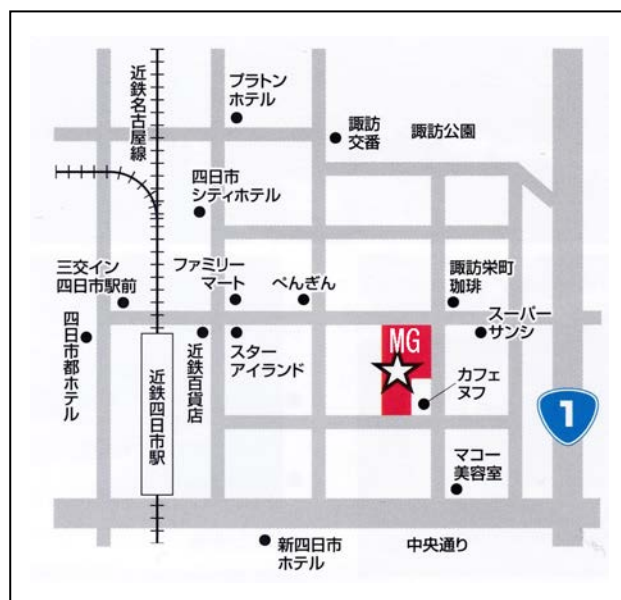 近鉄名古屋線
プラトン
ホテル
諏訪
交番
諏訪公園
四日市
シティホテル
三交イン
四日市駅前
ファミリー
マート
ぺんぎん
諏訪栄町
珈琲
スーパー
サンシ
四日市都ホテル
近鉄四日市駅
近鉄百貨店
スター
アイランド
MG
カフェ
ヌフ
1
マコー
美容室
新四日市
ホテル
中央通り